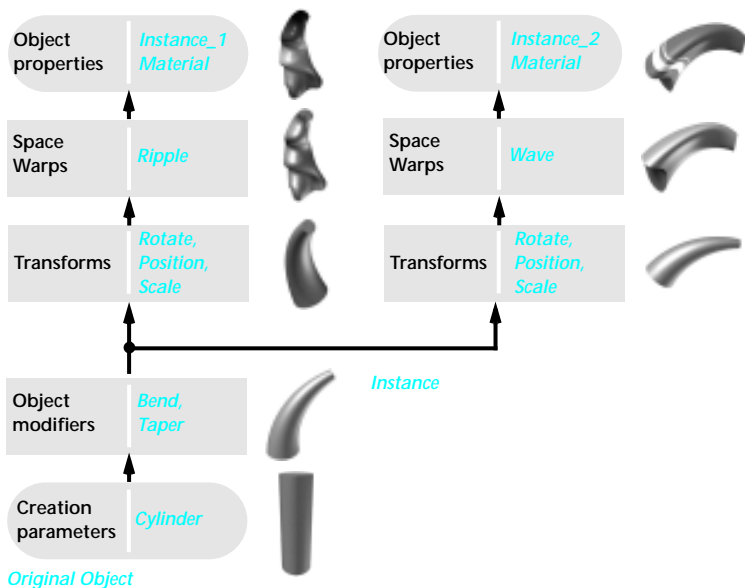 Object properties
Instance_1 Material
Object properties
Instance_2 Material
Space Warps
Ripple
Space Warps
Wave
Transforms
Rotate, Position, Scale
Transforms
Rotate, Position, Scale
Instance
Object modifiers
Bend, Taper
Creation parameters
Cylinder
Original Object